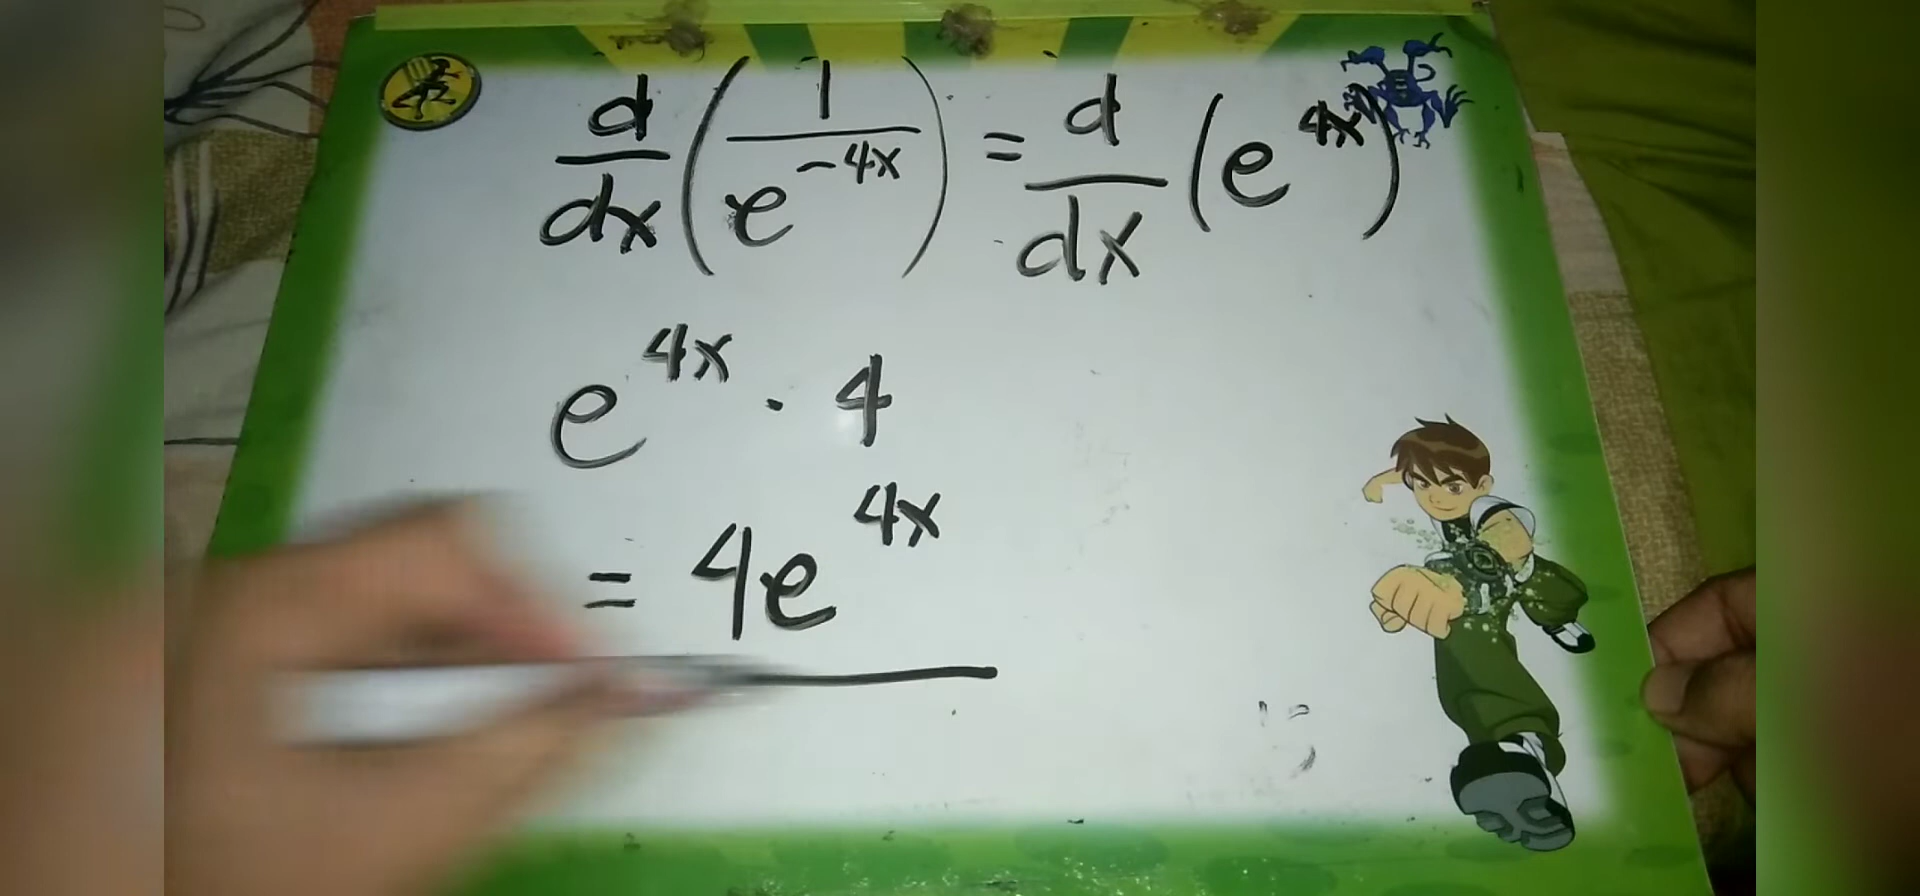 d/dx (1/e^-4x) = d/dx (e^4x)
e^4x · 4
= 4e^4x